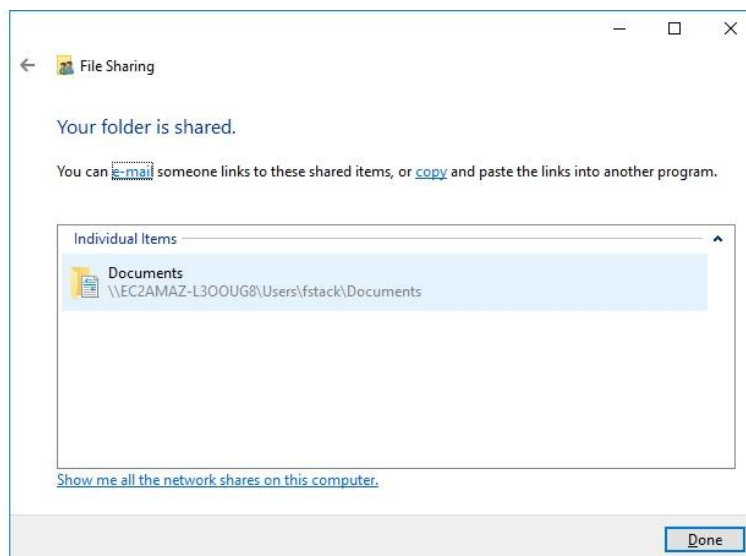 File Sharing
Your folder is shared.
You can e-mail someone links to these shared items, or copy and paste the links into another program.
Individual Items
Documents
\\EC2AMAZ-L3OOUG8\Users\fstack\Documents
Show me all the network shares on this computer.
Done